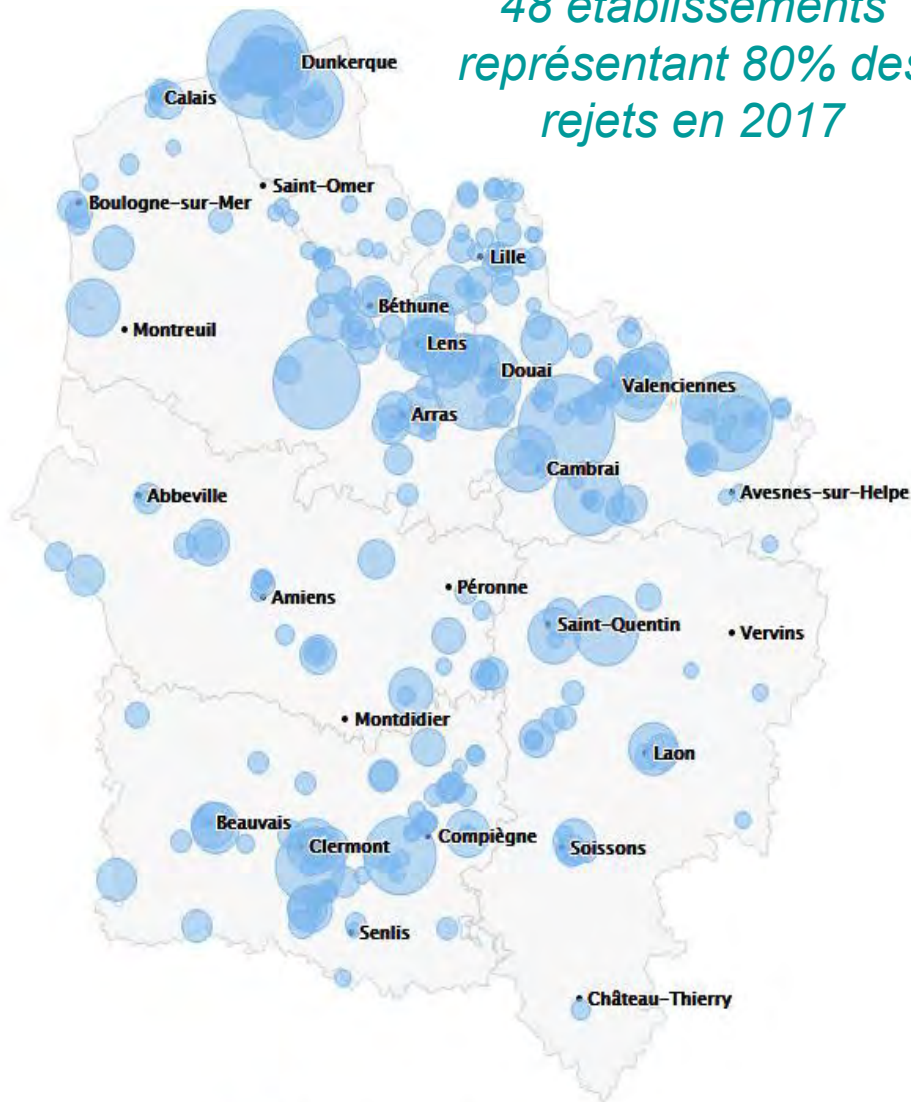 48 établissements
représentant 80% des
rejets en 2017
Dunkerque
Calais
Saint-Omer
Boulogne-sur-Mer
Lille
Béthune
Montreuil
Lens
Douai
Valenciennes
Arras
Cambrai
Avesnes-sur-Helpe
Abbeville
Péronne
Amiens
Saint-Quentin
Vervins
Montdidier
Laon
Beauvais
Compiègne
Clermont
Soissons
Senlis
Château-Thierry